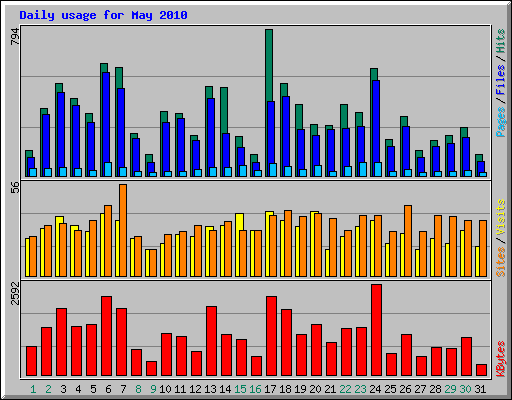 Daily usage for May 2010
794
Pages / Files / Hits
56
Sites / Visits
2592
KBytes
1 2 3 4 5 6 7 8 9 10 11 12 13 14 15 16 17 18 19 20 21 22 23 24 25 26 27 28 29 30 31